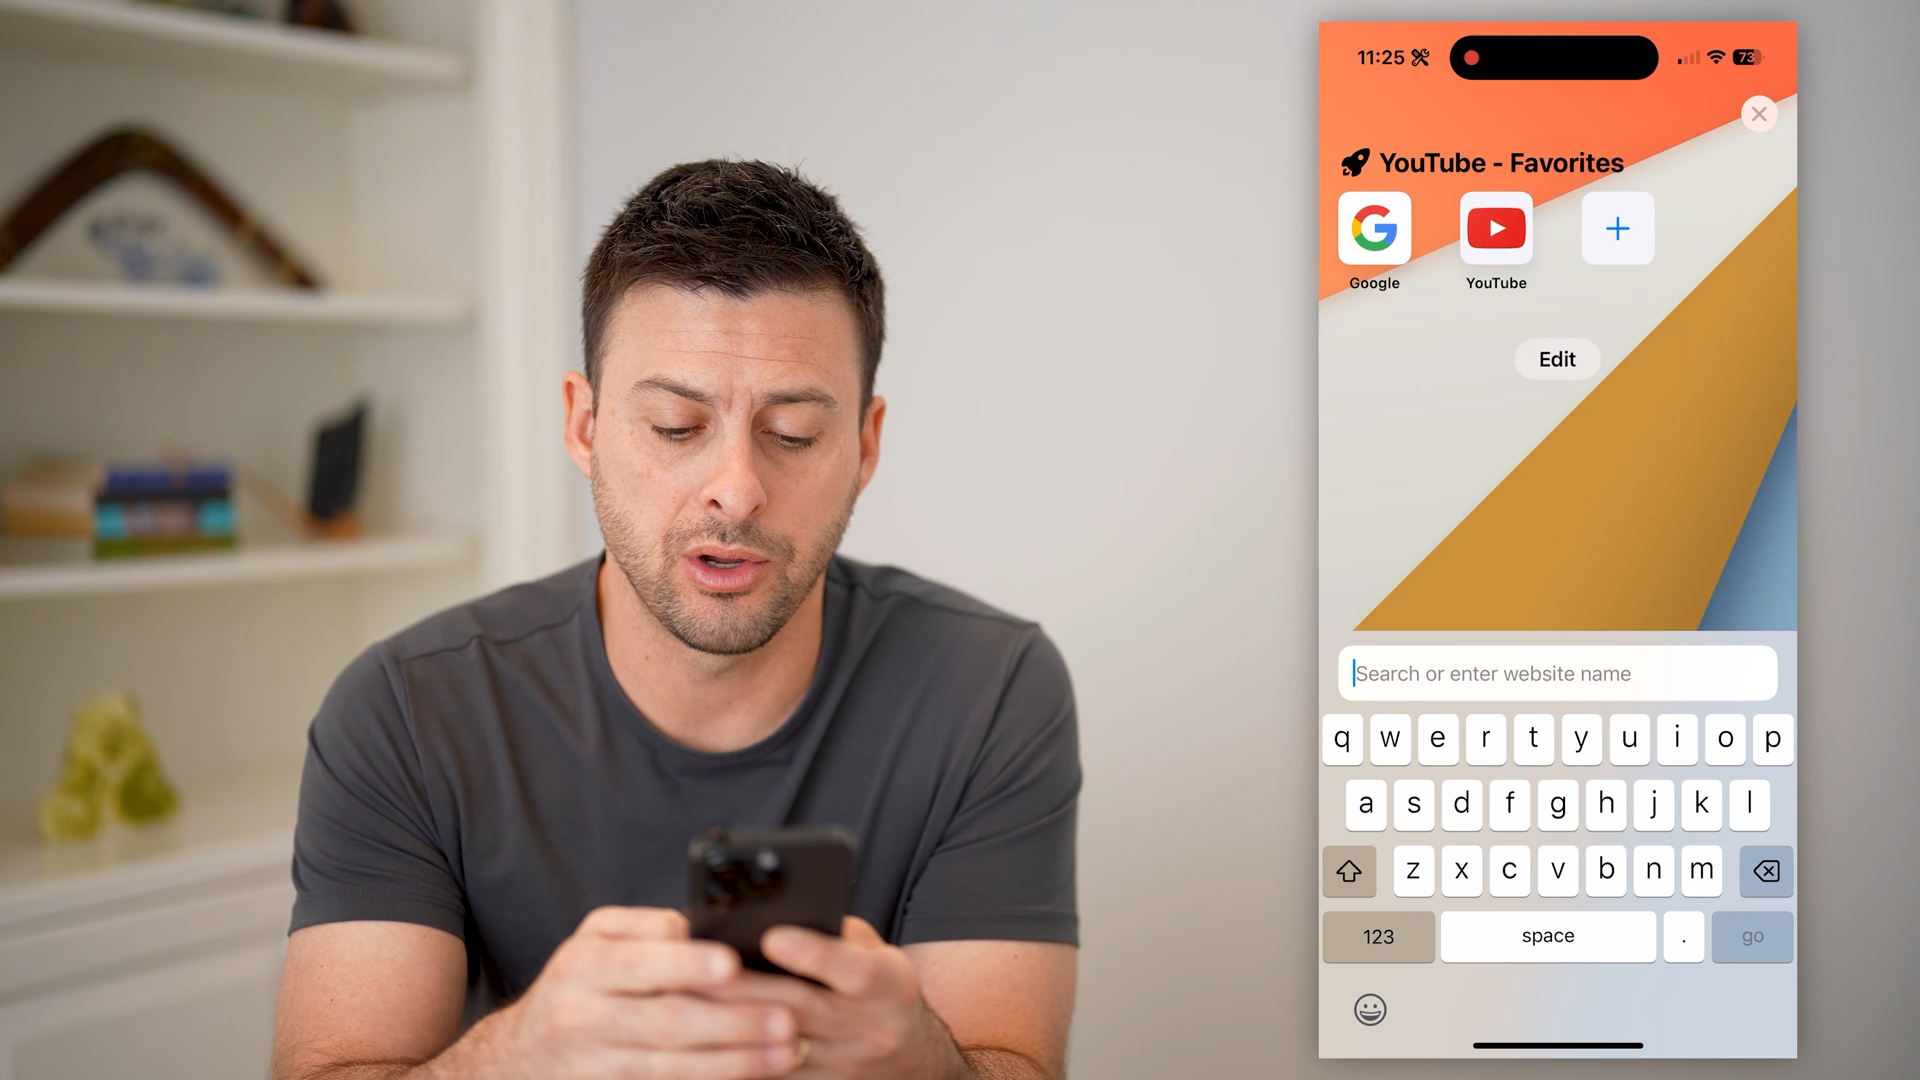 11:25
73
YouTube - Favorites
Google
YouTube
Edit
Search or enter website name
q w e r t y u i o p
a s d f g h j k l
z x c v b n m
123 space . go